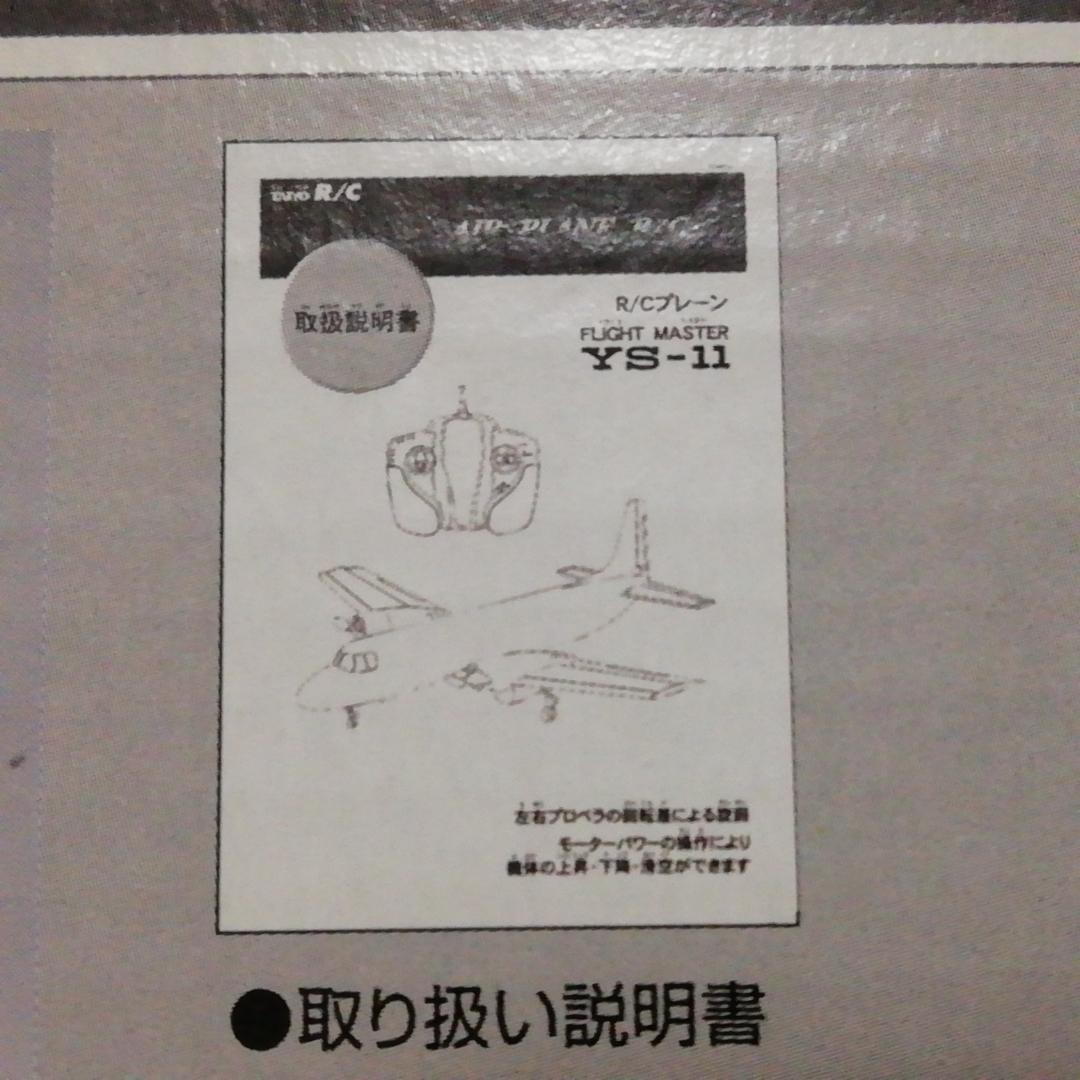 TAIYO R/C
AIR PLANE R/C
取扱説明書
R/Cプレーン
FLIGHT MASTER
YS-11
左右プロペラの回転差による旋回
モーターパワーの操作により
機体の上昇・下降・滑空ができます
●取り扱い説明書